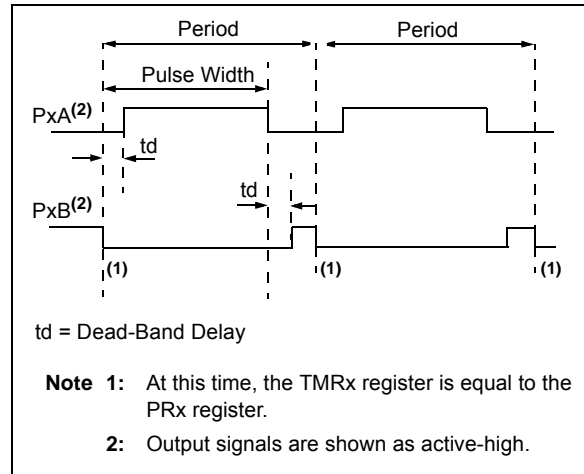 Period Period
Pulse Width
PxA(2)
td
td
PxB(2)
(1) (1) (1)
td = Dead-Band Delay
Note 1: At this time, the TMRx register is equal to the
PRx register.
2: Output signals are shown as active-high.